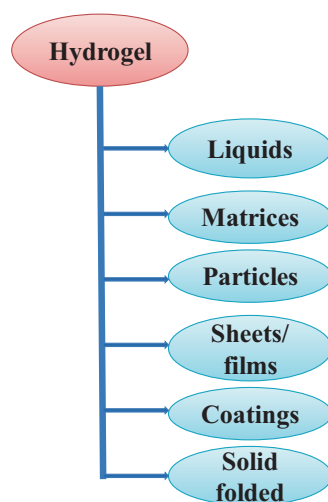 Hydrogel
Liquids
Matrices
Particles
Sheets/
films
Coatings
Solid
folded